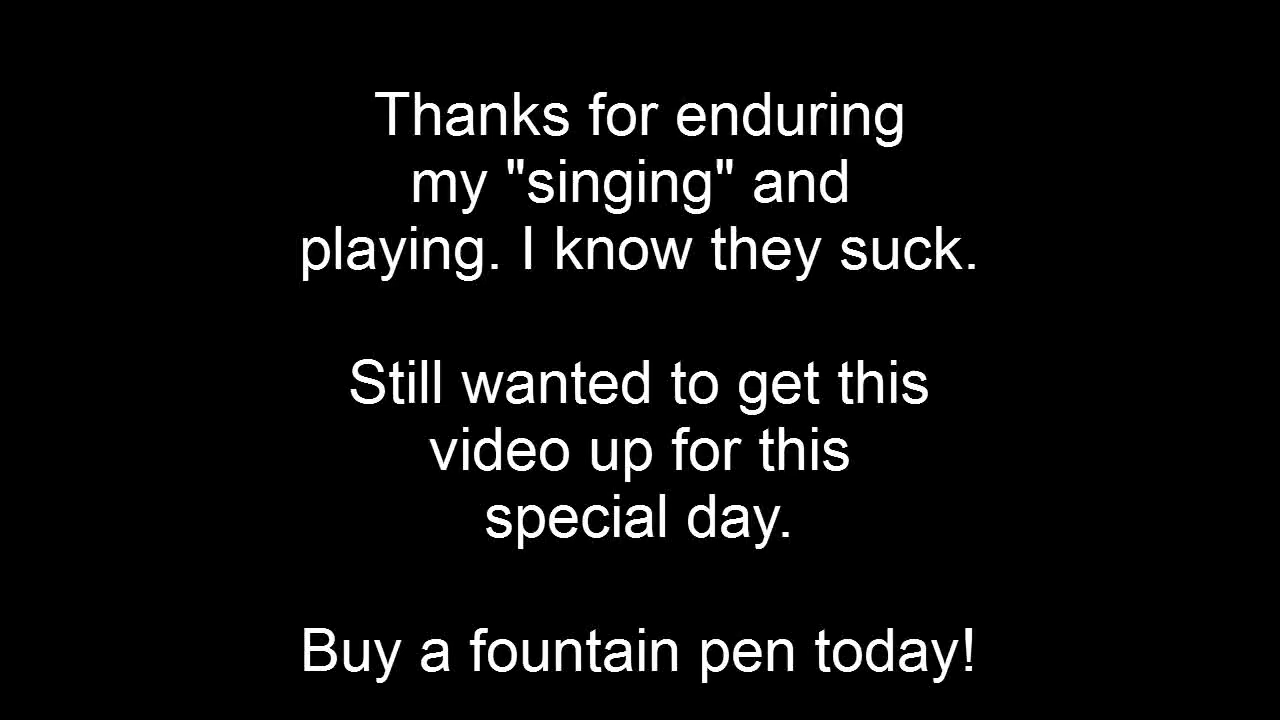 Thanks for enduring
my "singing" and
playing. I know they suck.
Still wanted to get this
video up for this
special day.
Buy a fountain pen today!